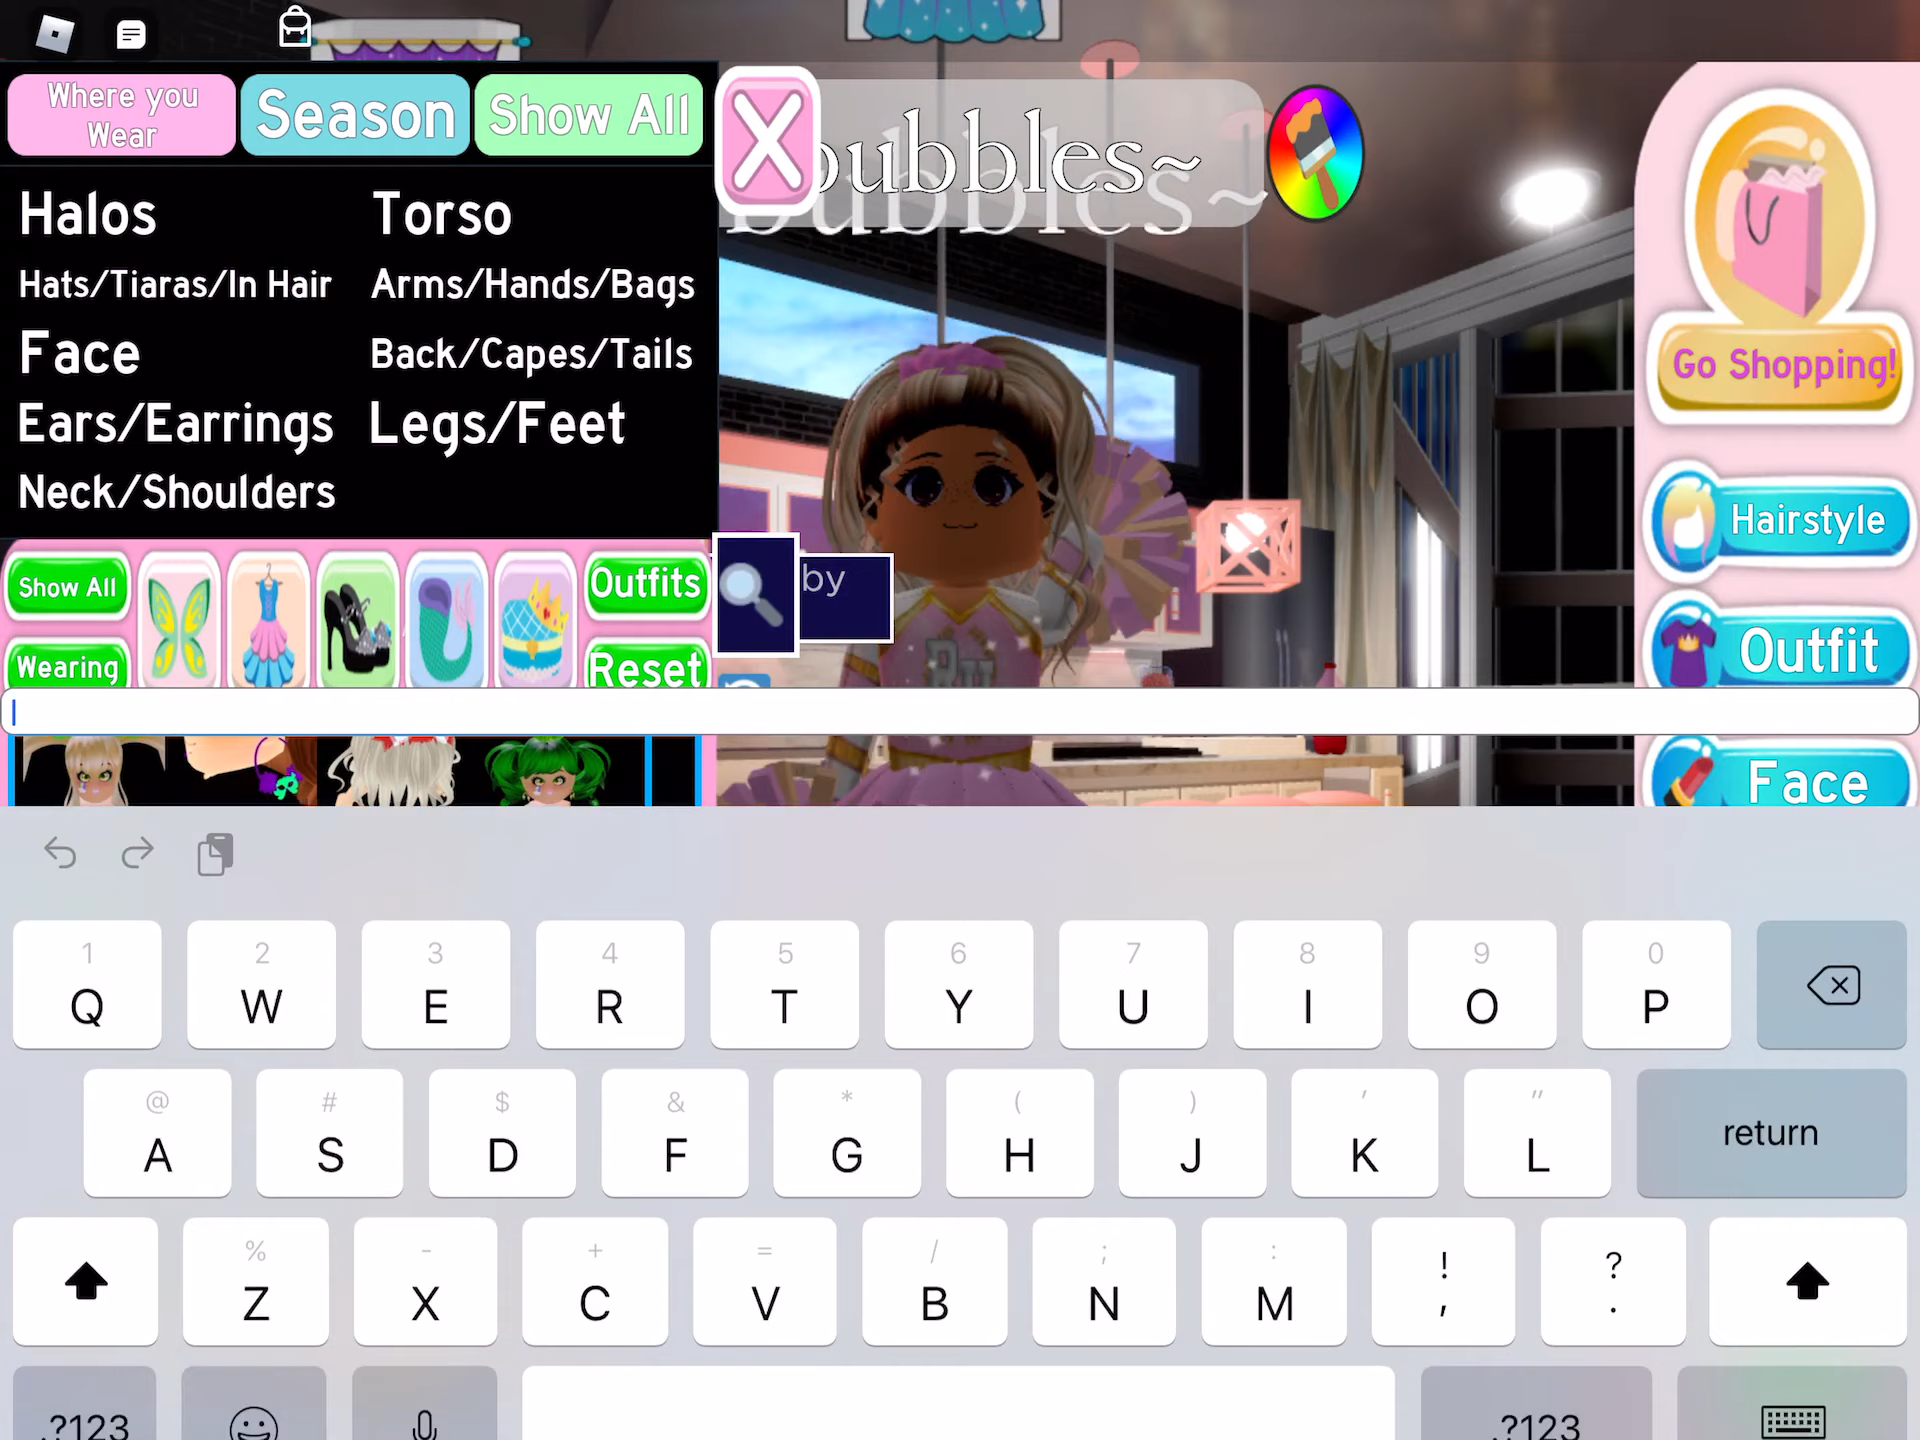 Where you
Wear
Season
Show All
Halos
Torso
Hats/Tiaras/In Hair
Arms/Hands/Bags
Face
Back/Capes/Tails
Ears/Earrings
Legs/Feet
Neck/Shoulders
X
bubbles~
bubbles~
Go Shopping!
Hairstyle
Outfit
Face
Show All
Outfits
Wearing
Reset
by
1 2 3 4 5 6 7 8 9 0
Q W E R T Y U I O P
@ # $ & * ( ) ' "
A S D F G H J K L return
% - + = / ; : ! ?
Z X C V B N M , .
.?123 .?123